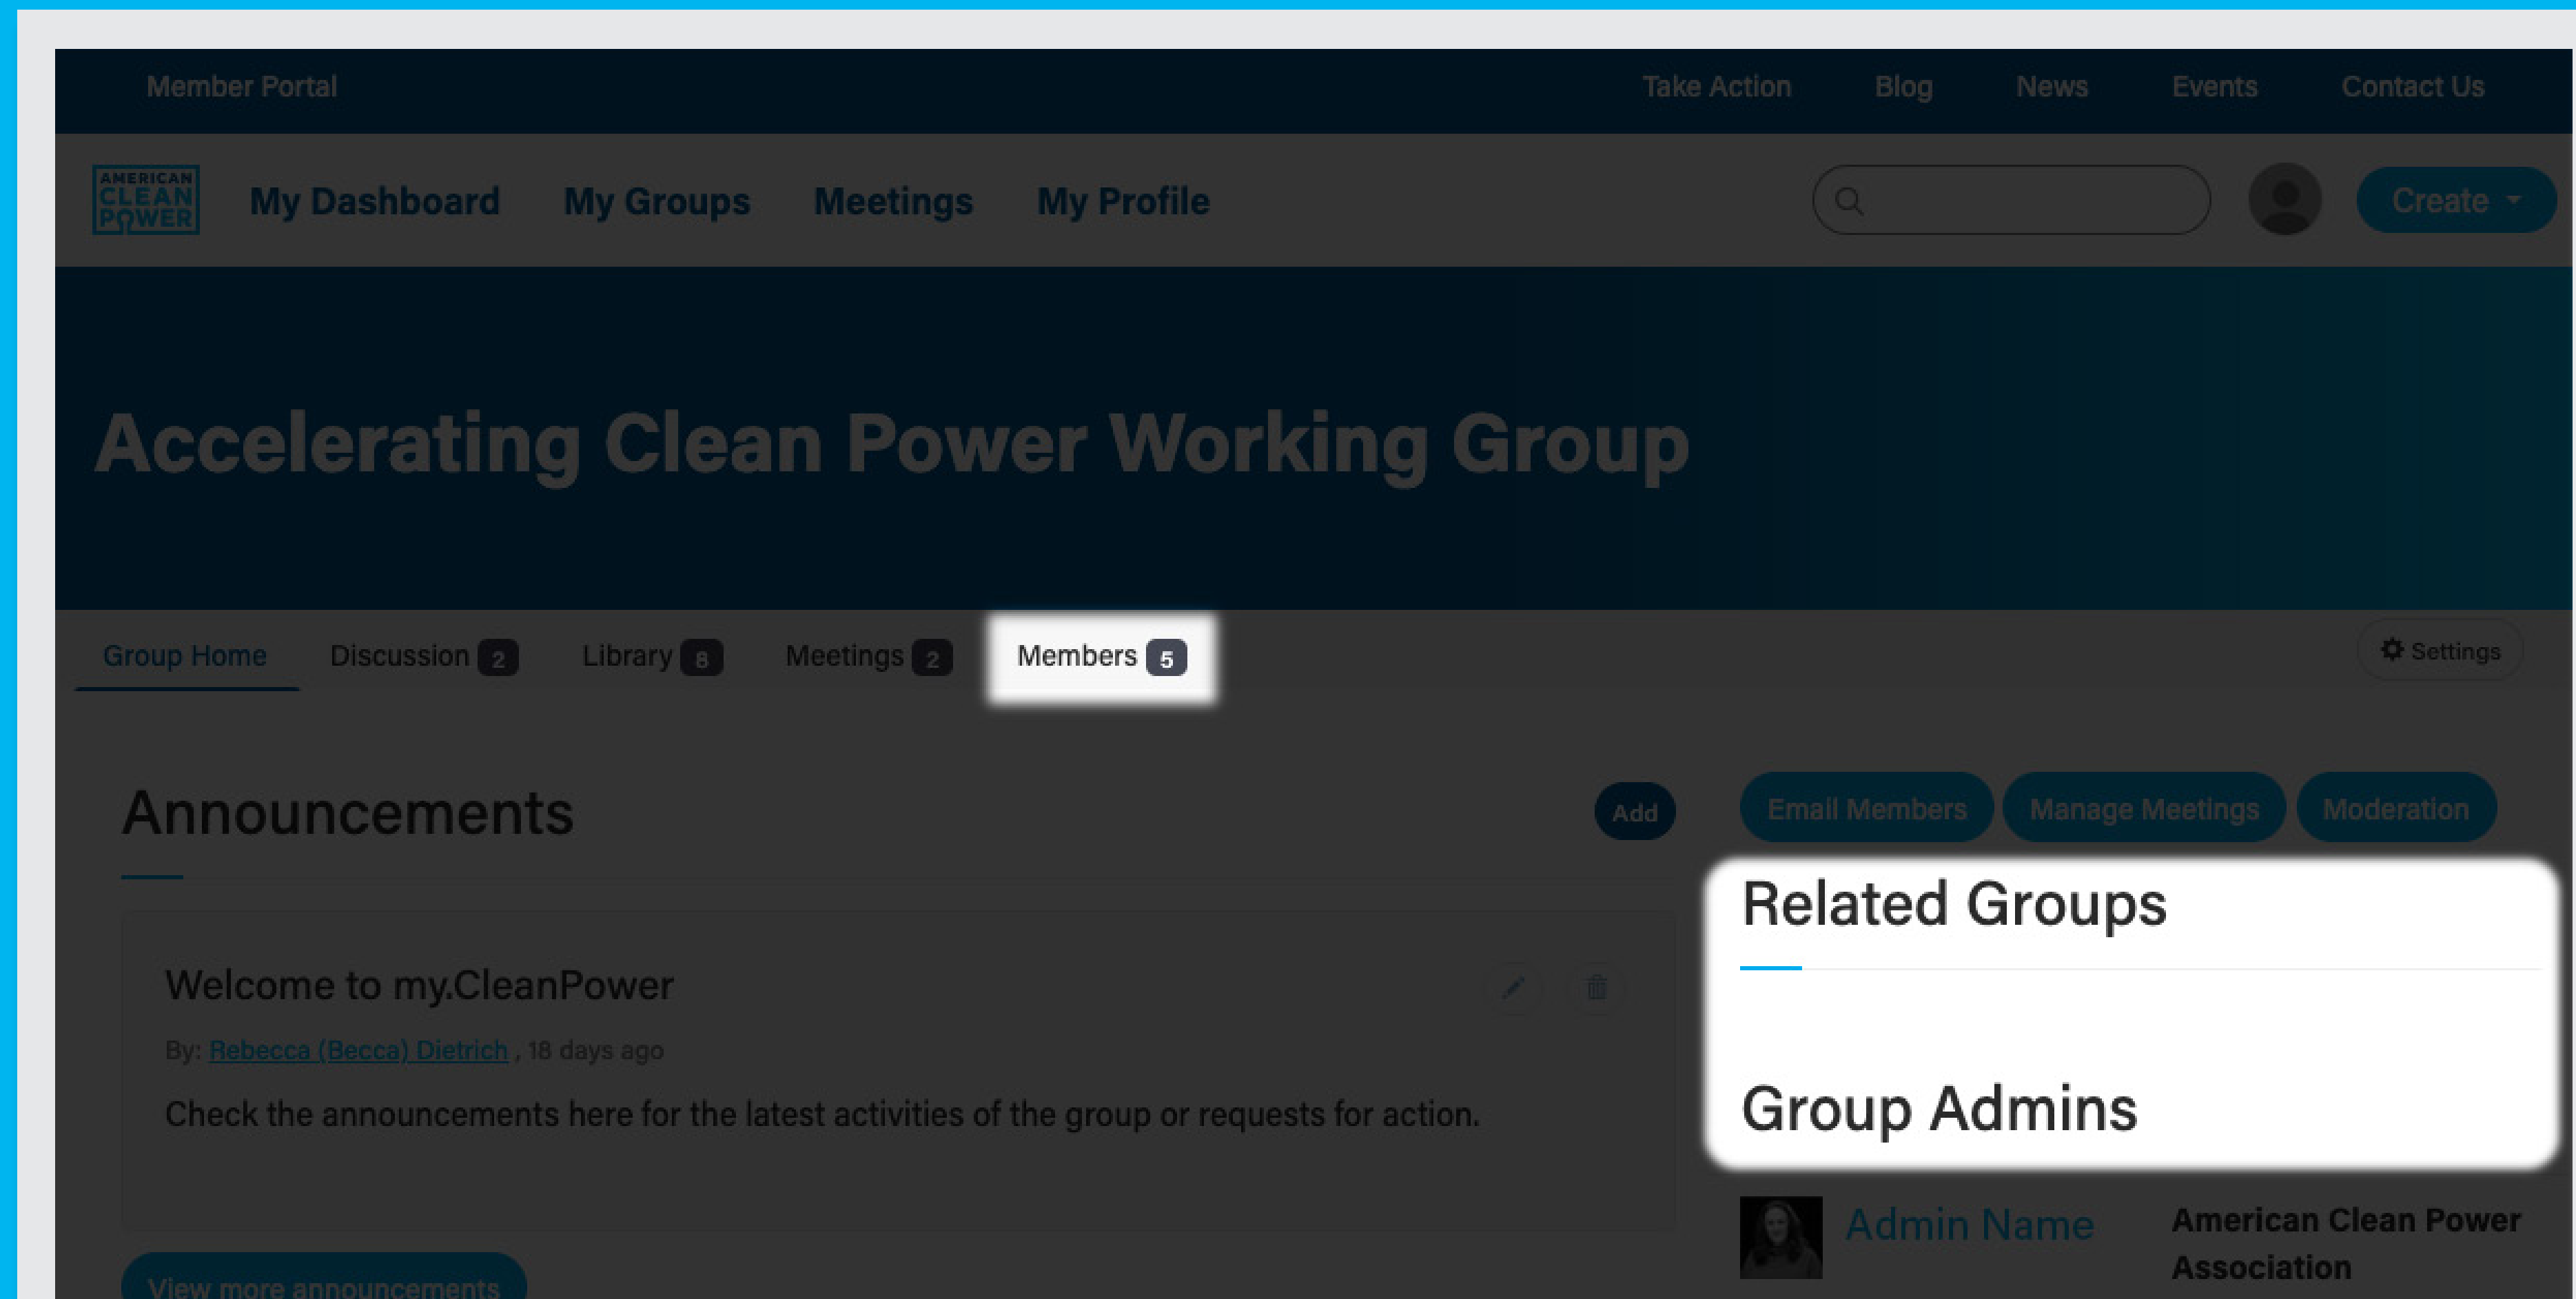 Member Portal Take Action Blog News Events Contact Us
AMERICAN
CLEAN
POWER
My Dashboard My Groups Meetings My Profile Create
Accelerating Clean Power Working Group
Group Home Discussion 2 Library 8 Meetings 2 Members 5 Settings
Announcements Add
Email Members Manage Meetings Moderation
Related Groups
Welcome to my.CleanPower
By: Rebecca (Becca) Dietrich , 18 days ago
Check the announcements here for the latest activities of the group or requests for action.
View more announcements
Group Admins
Admin Name
American Clean Power
Association